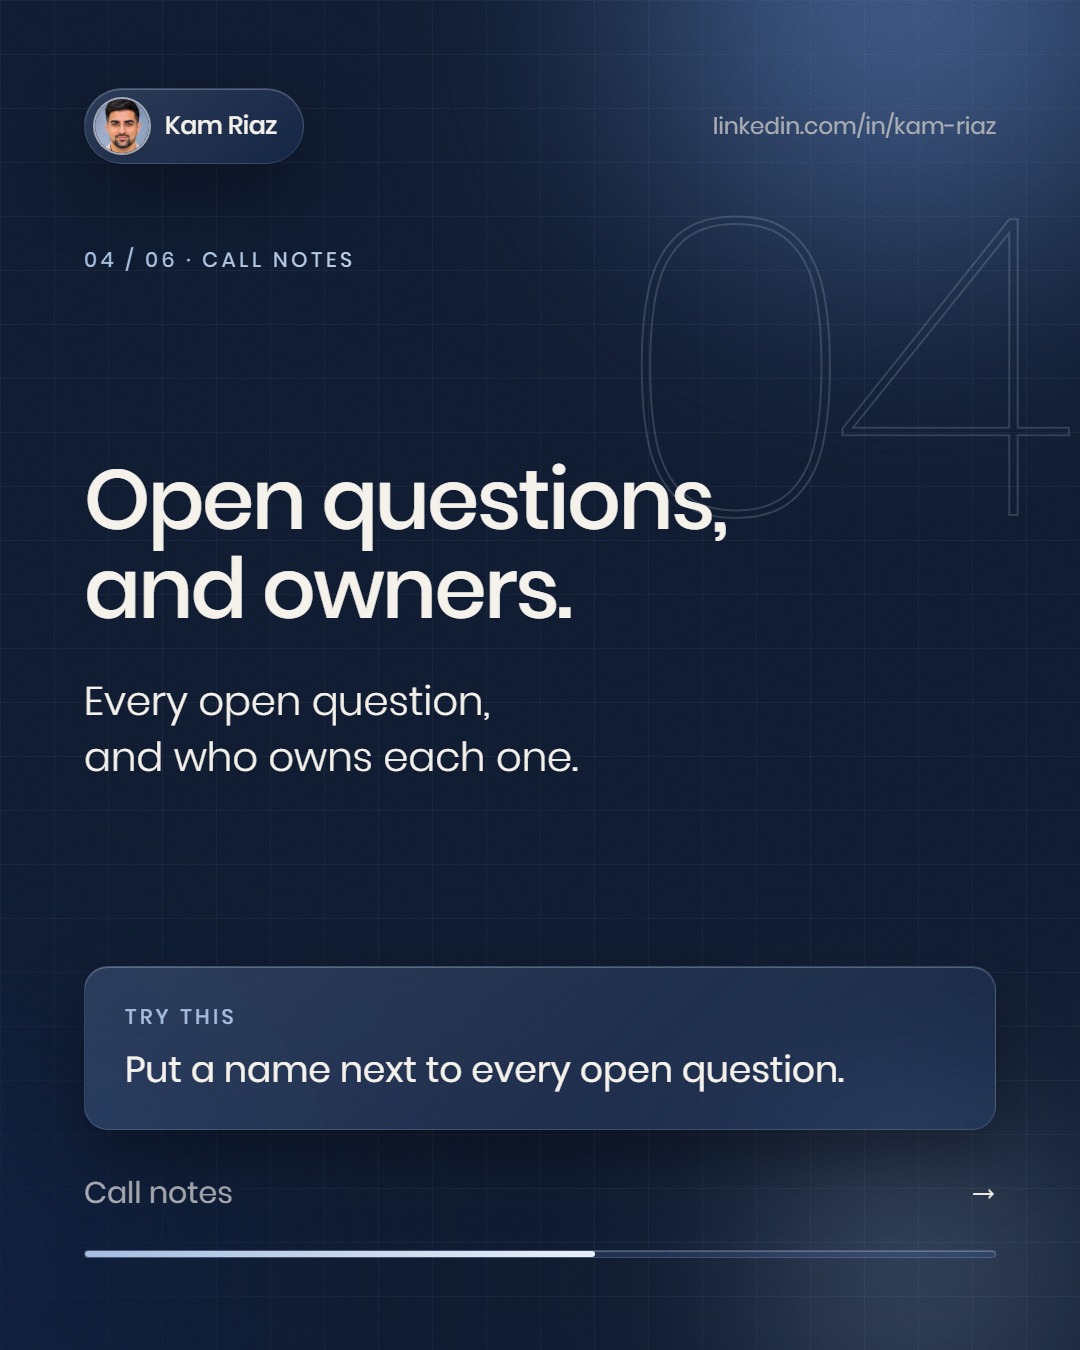 Kam Riaz
linkedin.com/in/kam-riaz
04 / 06 · CALL NOTES
04
Open questions,
and owners.
Every open question,
and who owns each one.
TRY THIS
Put a name next to every open question.
Call notes
→